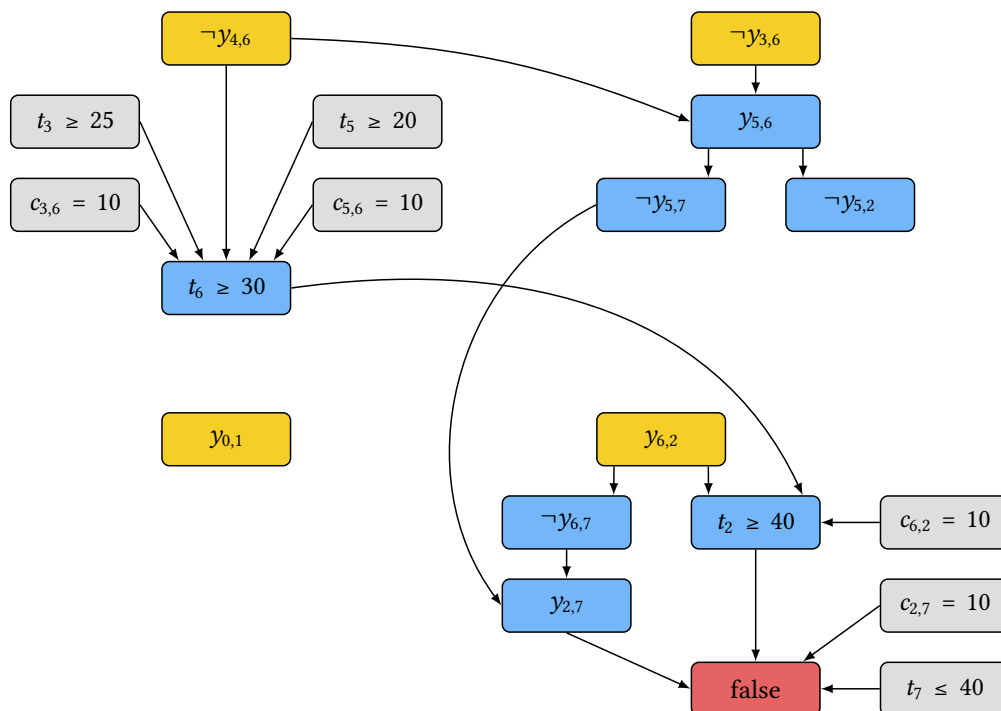 ¬y₄,₆
¬y₃,₆
t₃ ≥ 25
t₅ ≥ 20
y₅,₆
c₃,₆ = 10
c₅,₆ = 10
¬y₅,₇
¬y₅,₂
t₆ ≥ 30
y₀,₁
y₆,₂
¬y₆,₇
t₂ ≥ 40
c₆,₂ = 10
y₂,₇
c₂,₇ = 10
false
t₇ ≤ 40